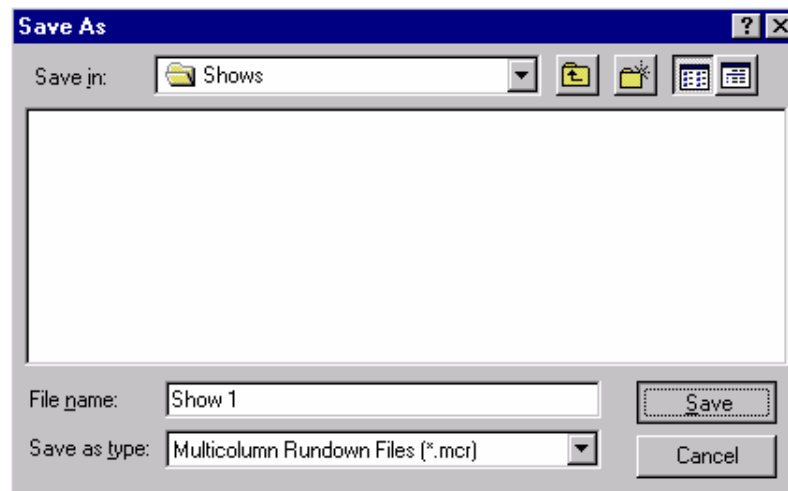 Save As
Save in: Shows
File name: Show 1
Save
Save as type: Multicolumn Rundown Files (*.mcr)
Cancel